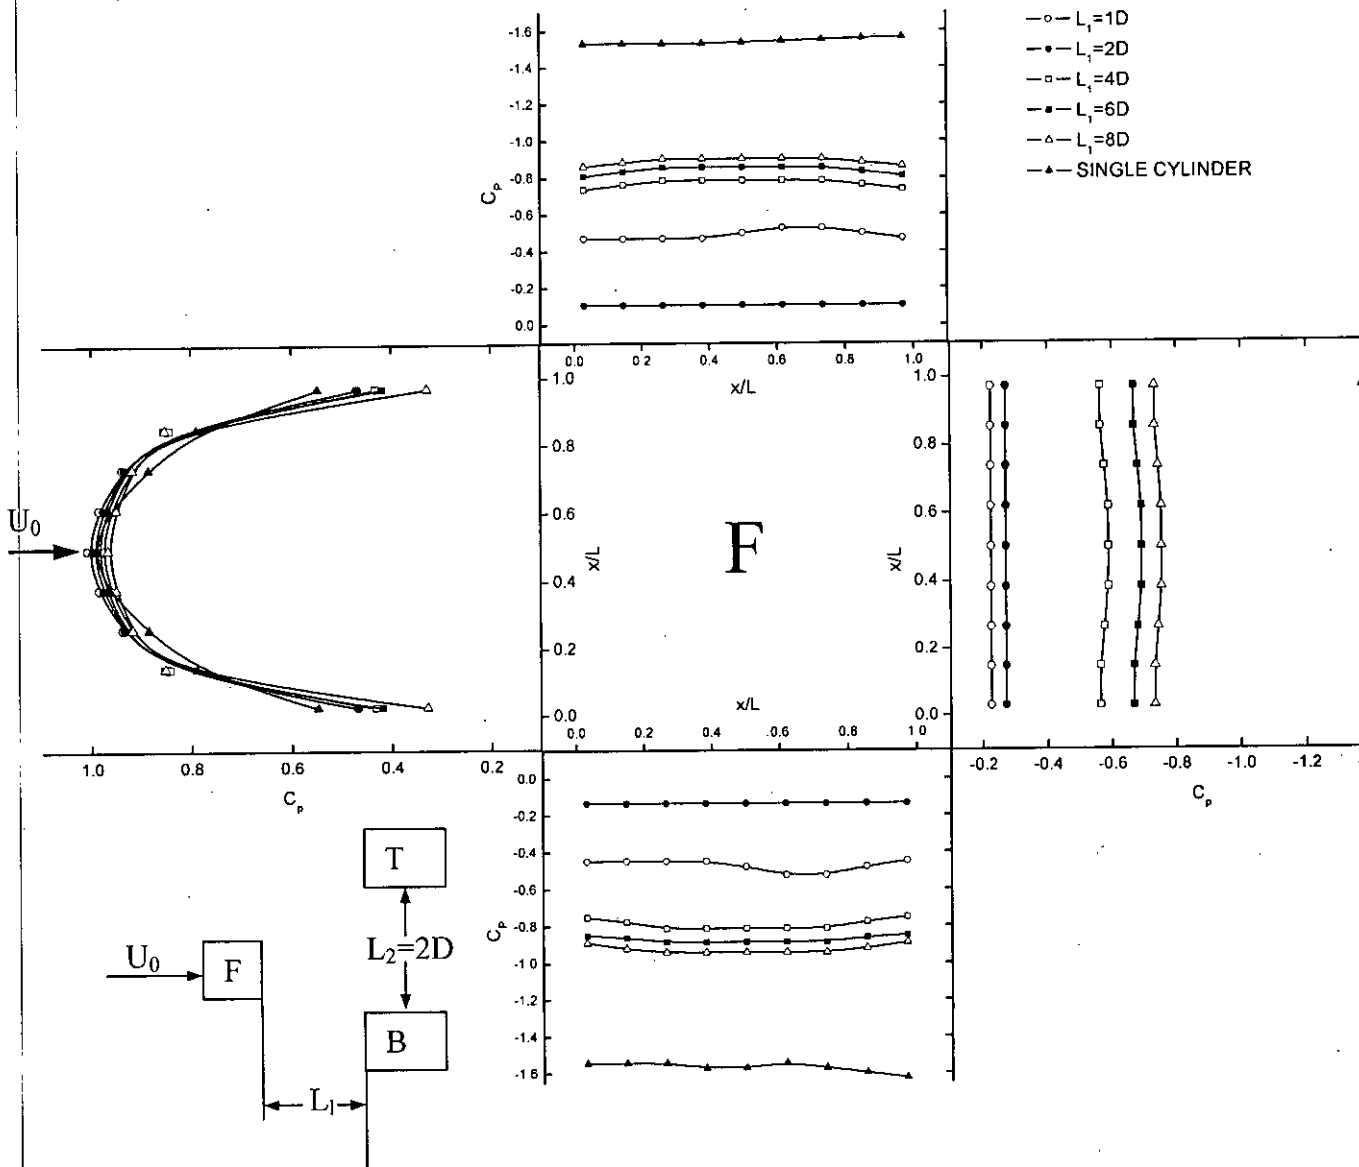 L₁=1D
L₁=2D
L₁=4D
L₁=6D
L₁=8D
SINGLE CYLINDER
-1.6
-1.4
-1.2
-1.0
-0.8
-0.6
-0.4
-0.2
0.0
Cₚ
0.0 0.2 0.4 0.6 0.8 1.0
x/L
U₀
1.0
0.8
0.6
0.4
0.2
0.0
x/L
F
x/L
1.0
0.8
0.6
0.4
0.2
0.0
x/L
0.0 0.2 0.4 0.6 0.8 1.0
1.0 0.8 0.6 0.4 0.2
Cₚ
-0.2 -0.4 -0.6 -0.8 -1.0 -1.2
Cₚ
0.0
-0.2
-0.4
-0.6
-0.8
-1.0
-1.2
-1.4
-1.6
Cₚ
T
L₂=2D
U₀
F
B
L₁